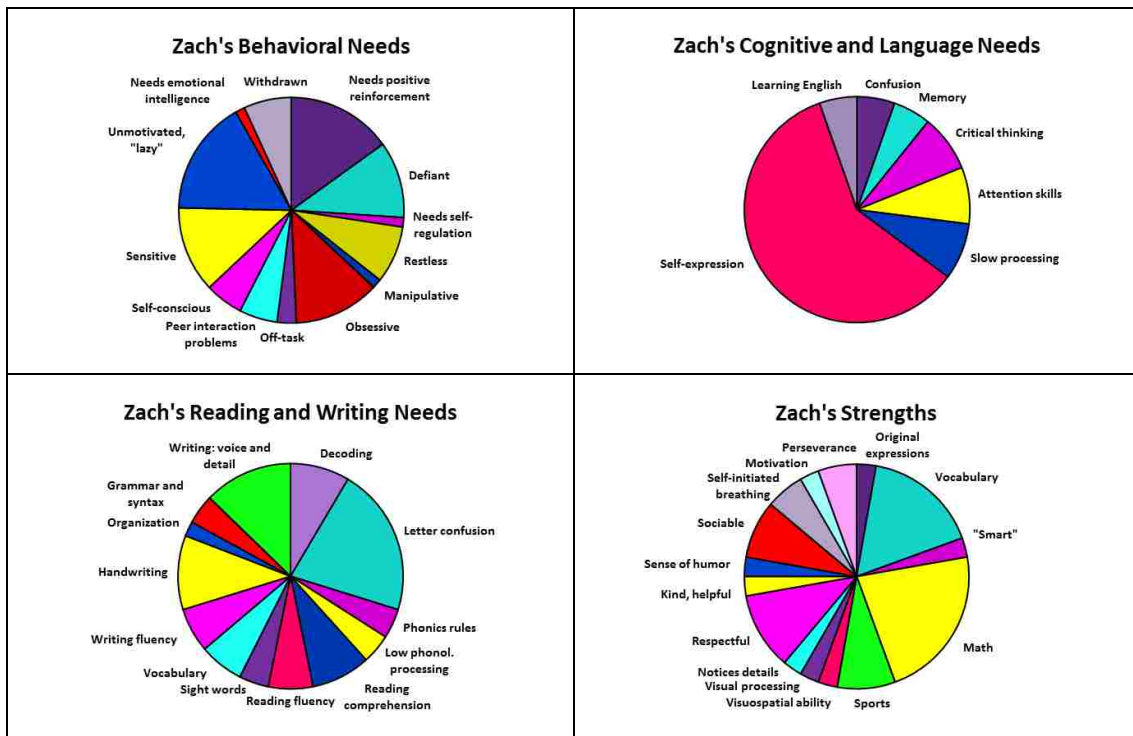 Zach's Behavioral Needs
Needs emotional
intelligence
Withdrawn
Needs positive
reinforcement
Unmotivated,
"lazy"
Defiant
Needs self-
regulation
Sensitive
Restless
Manipulative
Self-conscious
Peer interaction
problems
Off-task
Obsessive
Zach's Cognitive and Language Needs
Learning English
Confusion
Memory
Critical thinking
Attention skills
Self-expression
Slow processing
Zach's Reading and Writing Needs
Writing: voice and
detail
Decoding
Grammar and
syntax
Organization
Letter confusion
Handwriting
Phonics rules
Writing fluency
Low phonol.
processing
Vocabulary
Sight words
Reading fluency
Reading
comprehension
Zach's Strengths
Perseverance
Original
expressions
Motivation
Self-initiated
breathing
Vocabulary
Sociable
"Smart"
Sense of humor
Kind, helpful
Respectful
Math
Notices details
Visual processing
Visuospatial ability
Sports